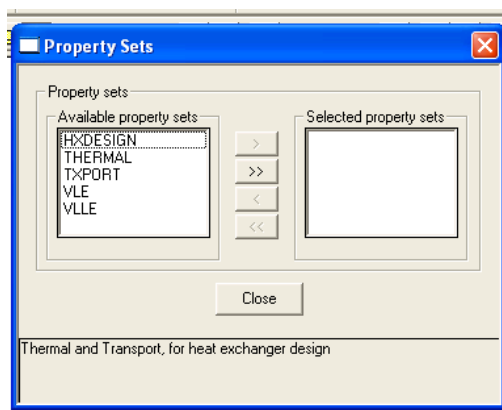 Property Sets
Property sets
Available property sets
Selected property sets
HXDESIGN
THERMAL
TXPORT
VLE
VLLE
>
>>
<
<<
Close
Thermal and Transport, for heat exchanger design